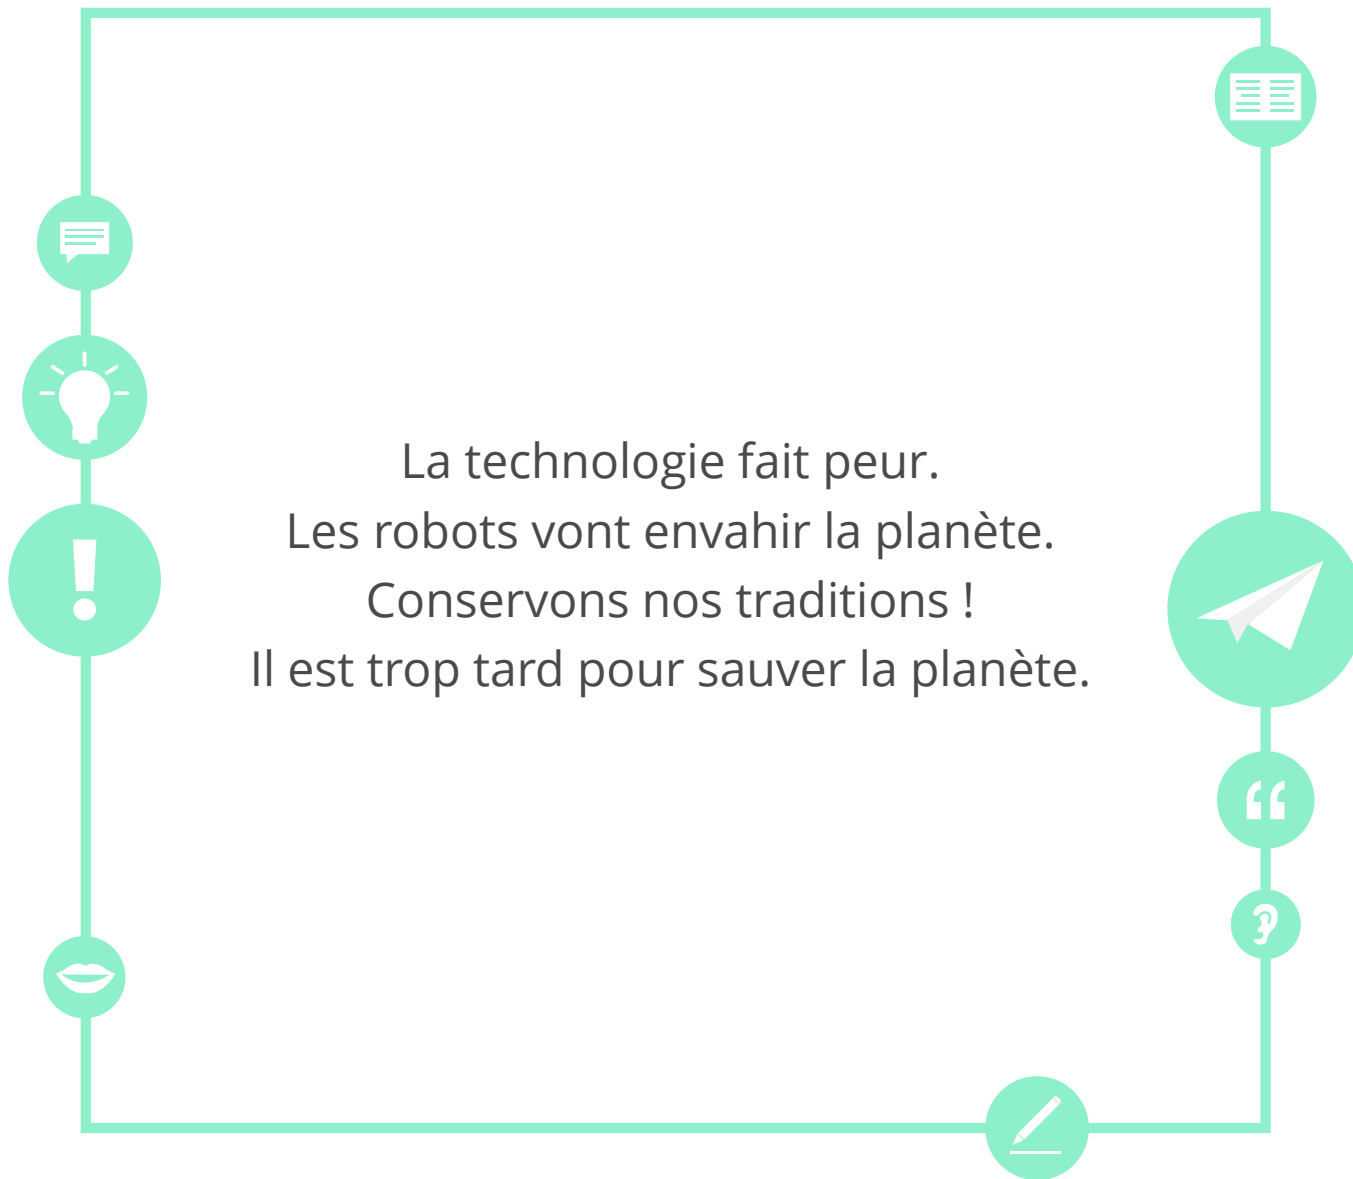 La technologie fait peur.
Les robots vont envahir la planète.
Conservons nos traditions !
Il est trop tard pour sauver la planète.